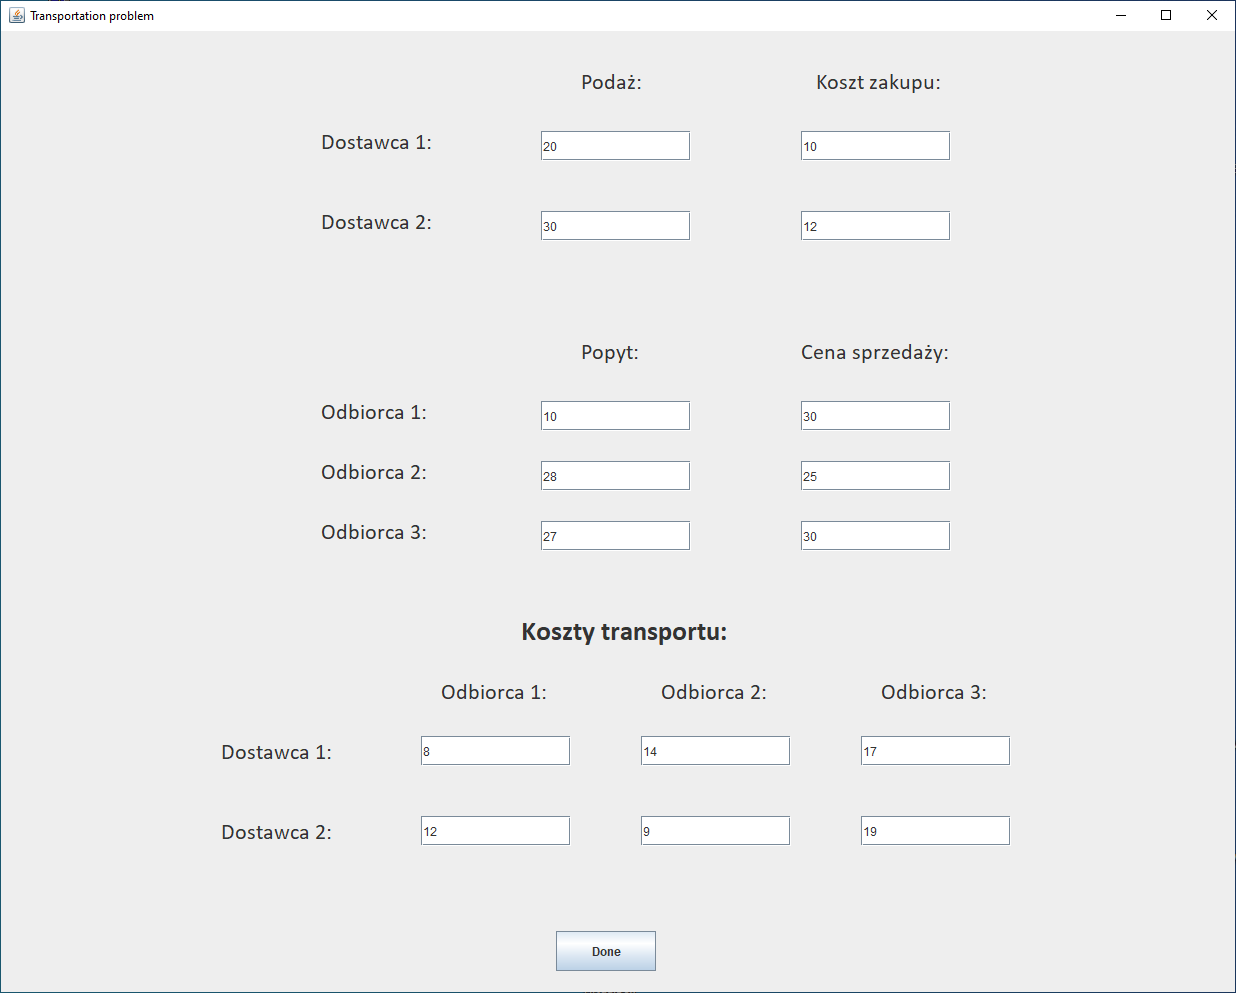 Transportation problem
Podaż: Koszt zakupu:
Dostawca 1: 20 10
Dostawca 2: 30 12
Popyt: Cena sprzedaży:
Odbiorca 1: 10 30
Odbiorca 2: 28 25
Odbiorca 3: 27 30
Koszty transportu:
Odbiorca 1: Odbiorca 2: Odbiorca 3:
Dostawca 1: 8 14 17
Dostawca 2: 12 9 19
Done